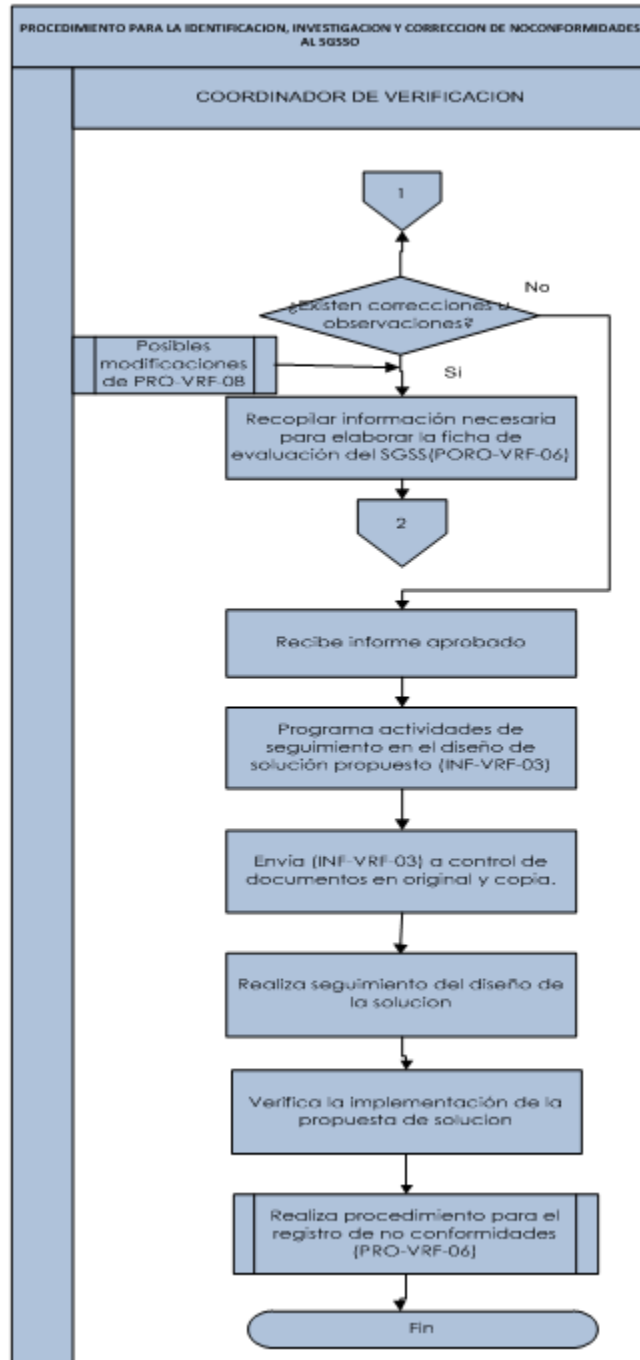 PROCEDIMIENTO PARA LA IDENTIFICACION, INVESTIGACION Y CORRECCION DE NOCONFORMIDADES
AL SGSSO
COORDINADOR DE VERIFICACION
1
No
¿Existen correcciones u
observaciones?
Posibles
modificaciones
de PRO-VRF-08
Si
Recopilar información necesaria
para elaborar la ficha de
evaluación del SGSS(PORO-VRF-06)
2
Recibe informe aprobado
Programa actividades de
seguimiento en el diseño de
solución propuesto (INF-VRF-03)
Envía (INF-VRF-03) a control de
documentos en original y copia.
Realiza seguimiento del diseño de
la solucion
Verifica la implementación de la
propuesta de solucion
Realiza procedimiento para el
registro de no conformidades
(PRO-VRF-06)
Fin